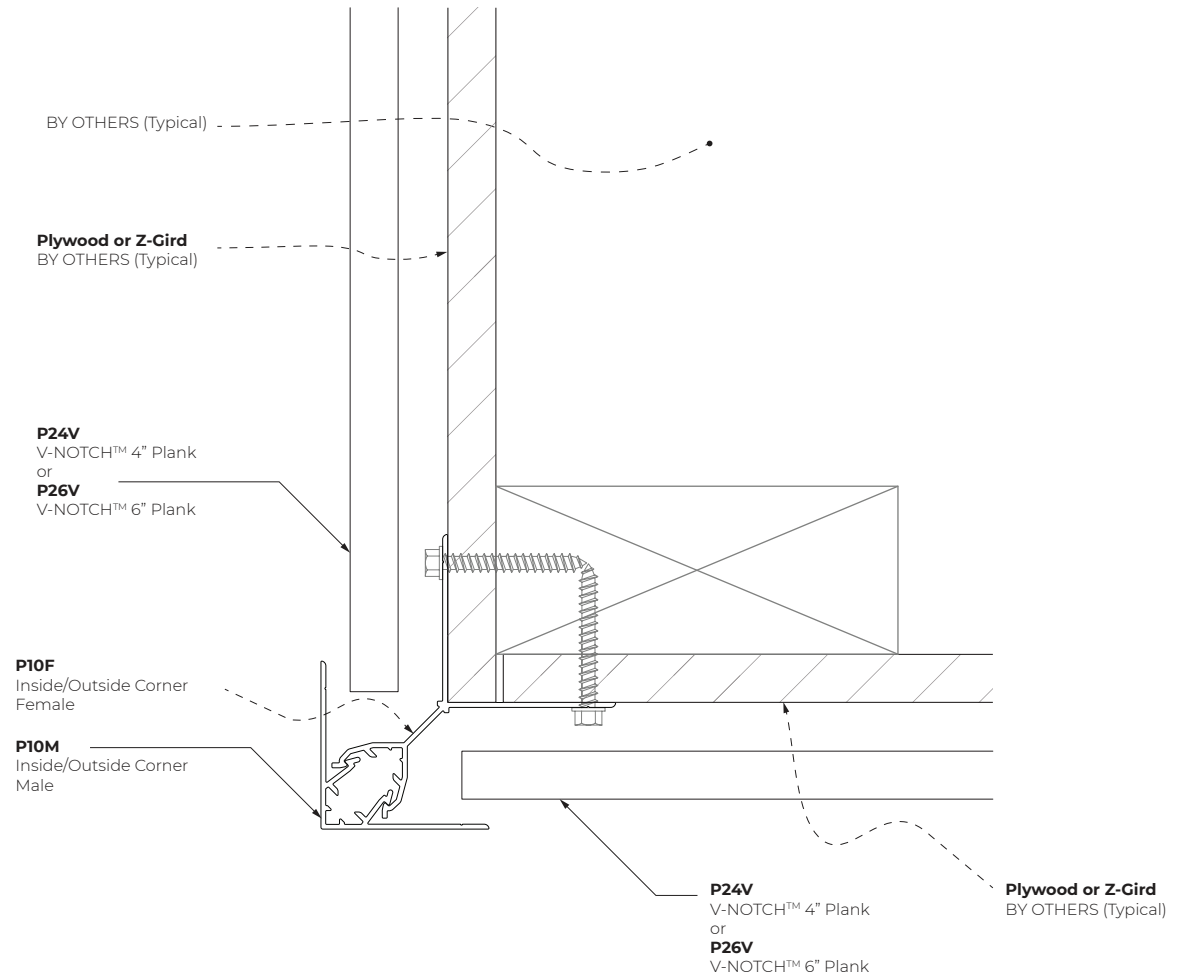 BY OTHERS (Typical)
Plywood or Z-Gird
BY OTHERS (Typical)
P24V
V-NOTCH™ 4” Plank
or
P26V
V-NOTCH™ 6” Plank
P10F
Inside/Outside Corner
Female
P10M
Inside/Outside Corner
Male
P24V
V-NOTCH™ 4” Plank
or
P26V
V-NOTCH™ 6” Plank
Plywood or Z-Gird
BY OTHERS (Typical)